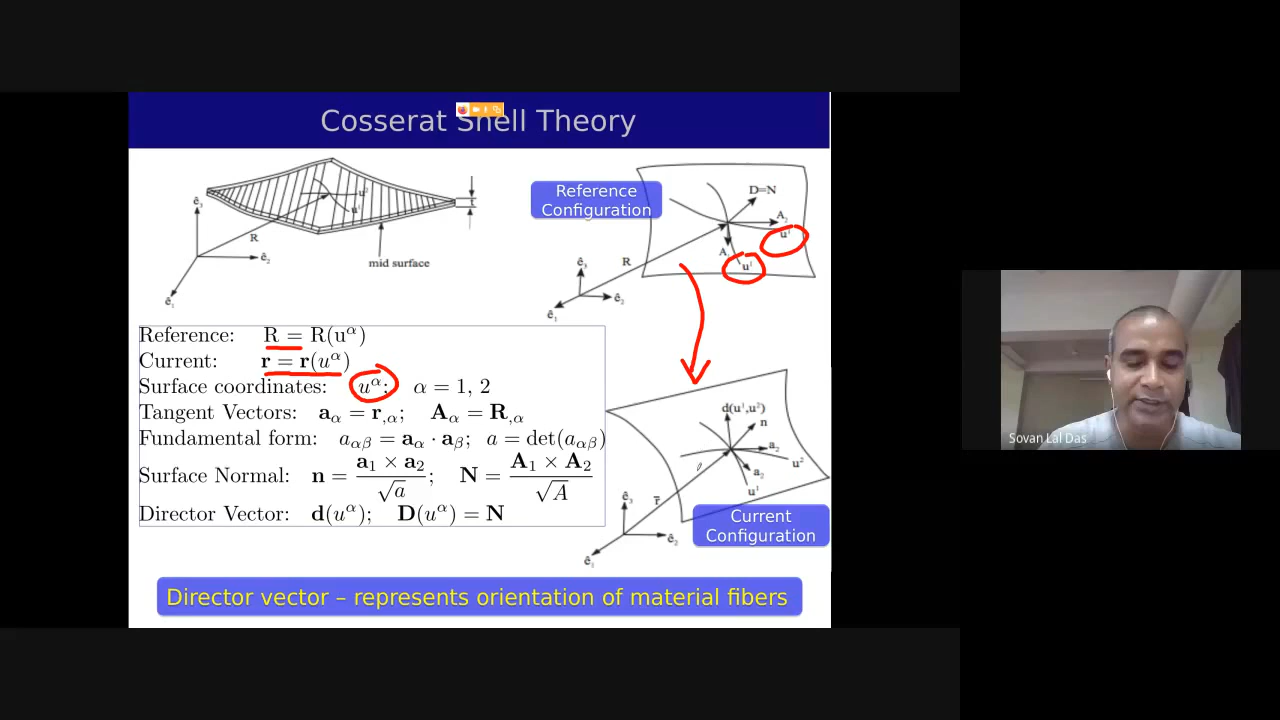 Cosserat Shell Theory
ê₃
u²
u¹
t
R
ê₂
mid surface
ê₁
Reference
Configuration
D=N
A₂
u¹
A
u¹
R
ê₃
ê₂
ê₁
Reference: R = R(u^α)
Current: r = r(u^α)
Surface coordinates: u^α; α = 1, 2
Tangent Vectors: a_α = r_,α; A_α = R_,α
Fundamental form: a_αβ = a_α · a_β; a = det(a_αβ)
Surface Normal: n = a₁ × a₂ / √a; N = A₁ × A₂ / √A
Director Vector: d(u^α); D(u^α) = N
d(u¹,u²)
n
a₂
u²
a₂
u¹
ê₃
r̄
ê₂
ê₁
Current
Configuration
Director vector – represents orientation of material fibers
Sovan Lal Das